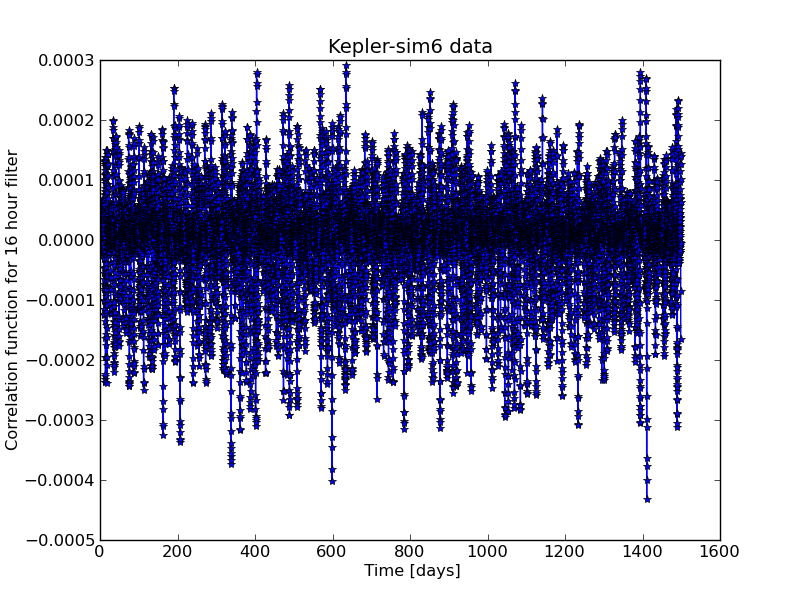 Kepler-sim6 data
Correlation function for 16 hour filter
0.0003
0.0002
0.0001
0.0000
−0.0001
−0.0002
−0.0003
−0.0004
−0.0005
0 200 400 600 800 1000 1200 1400 1600
Time [days]